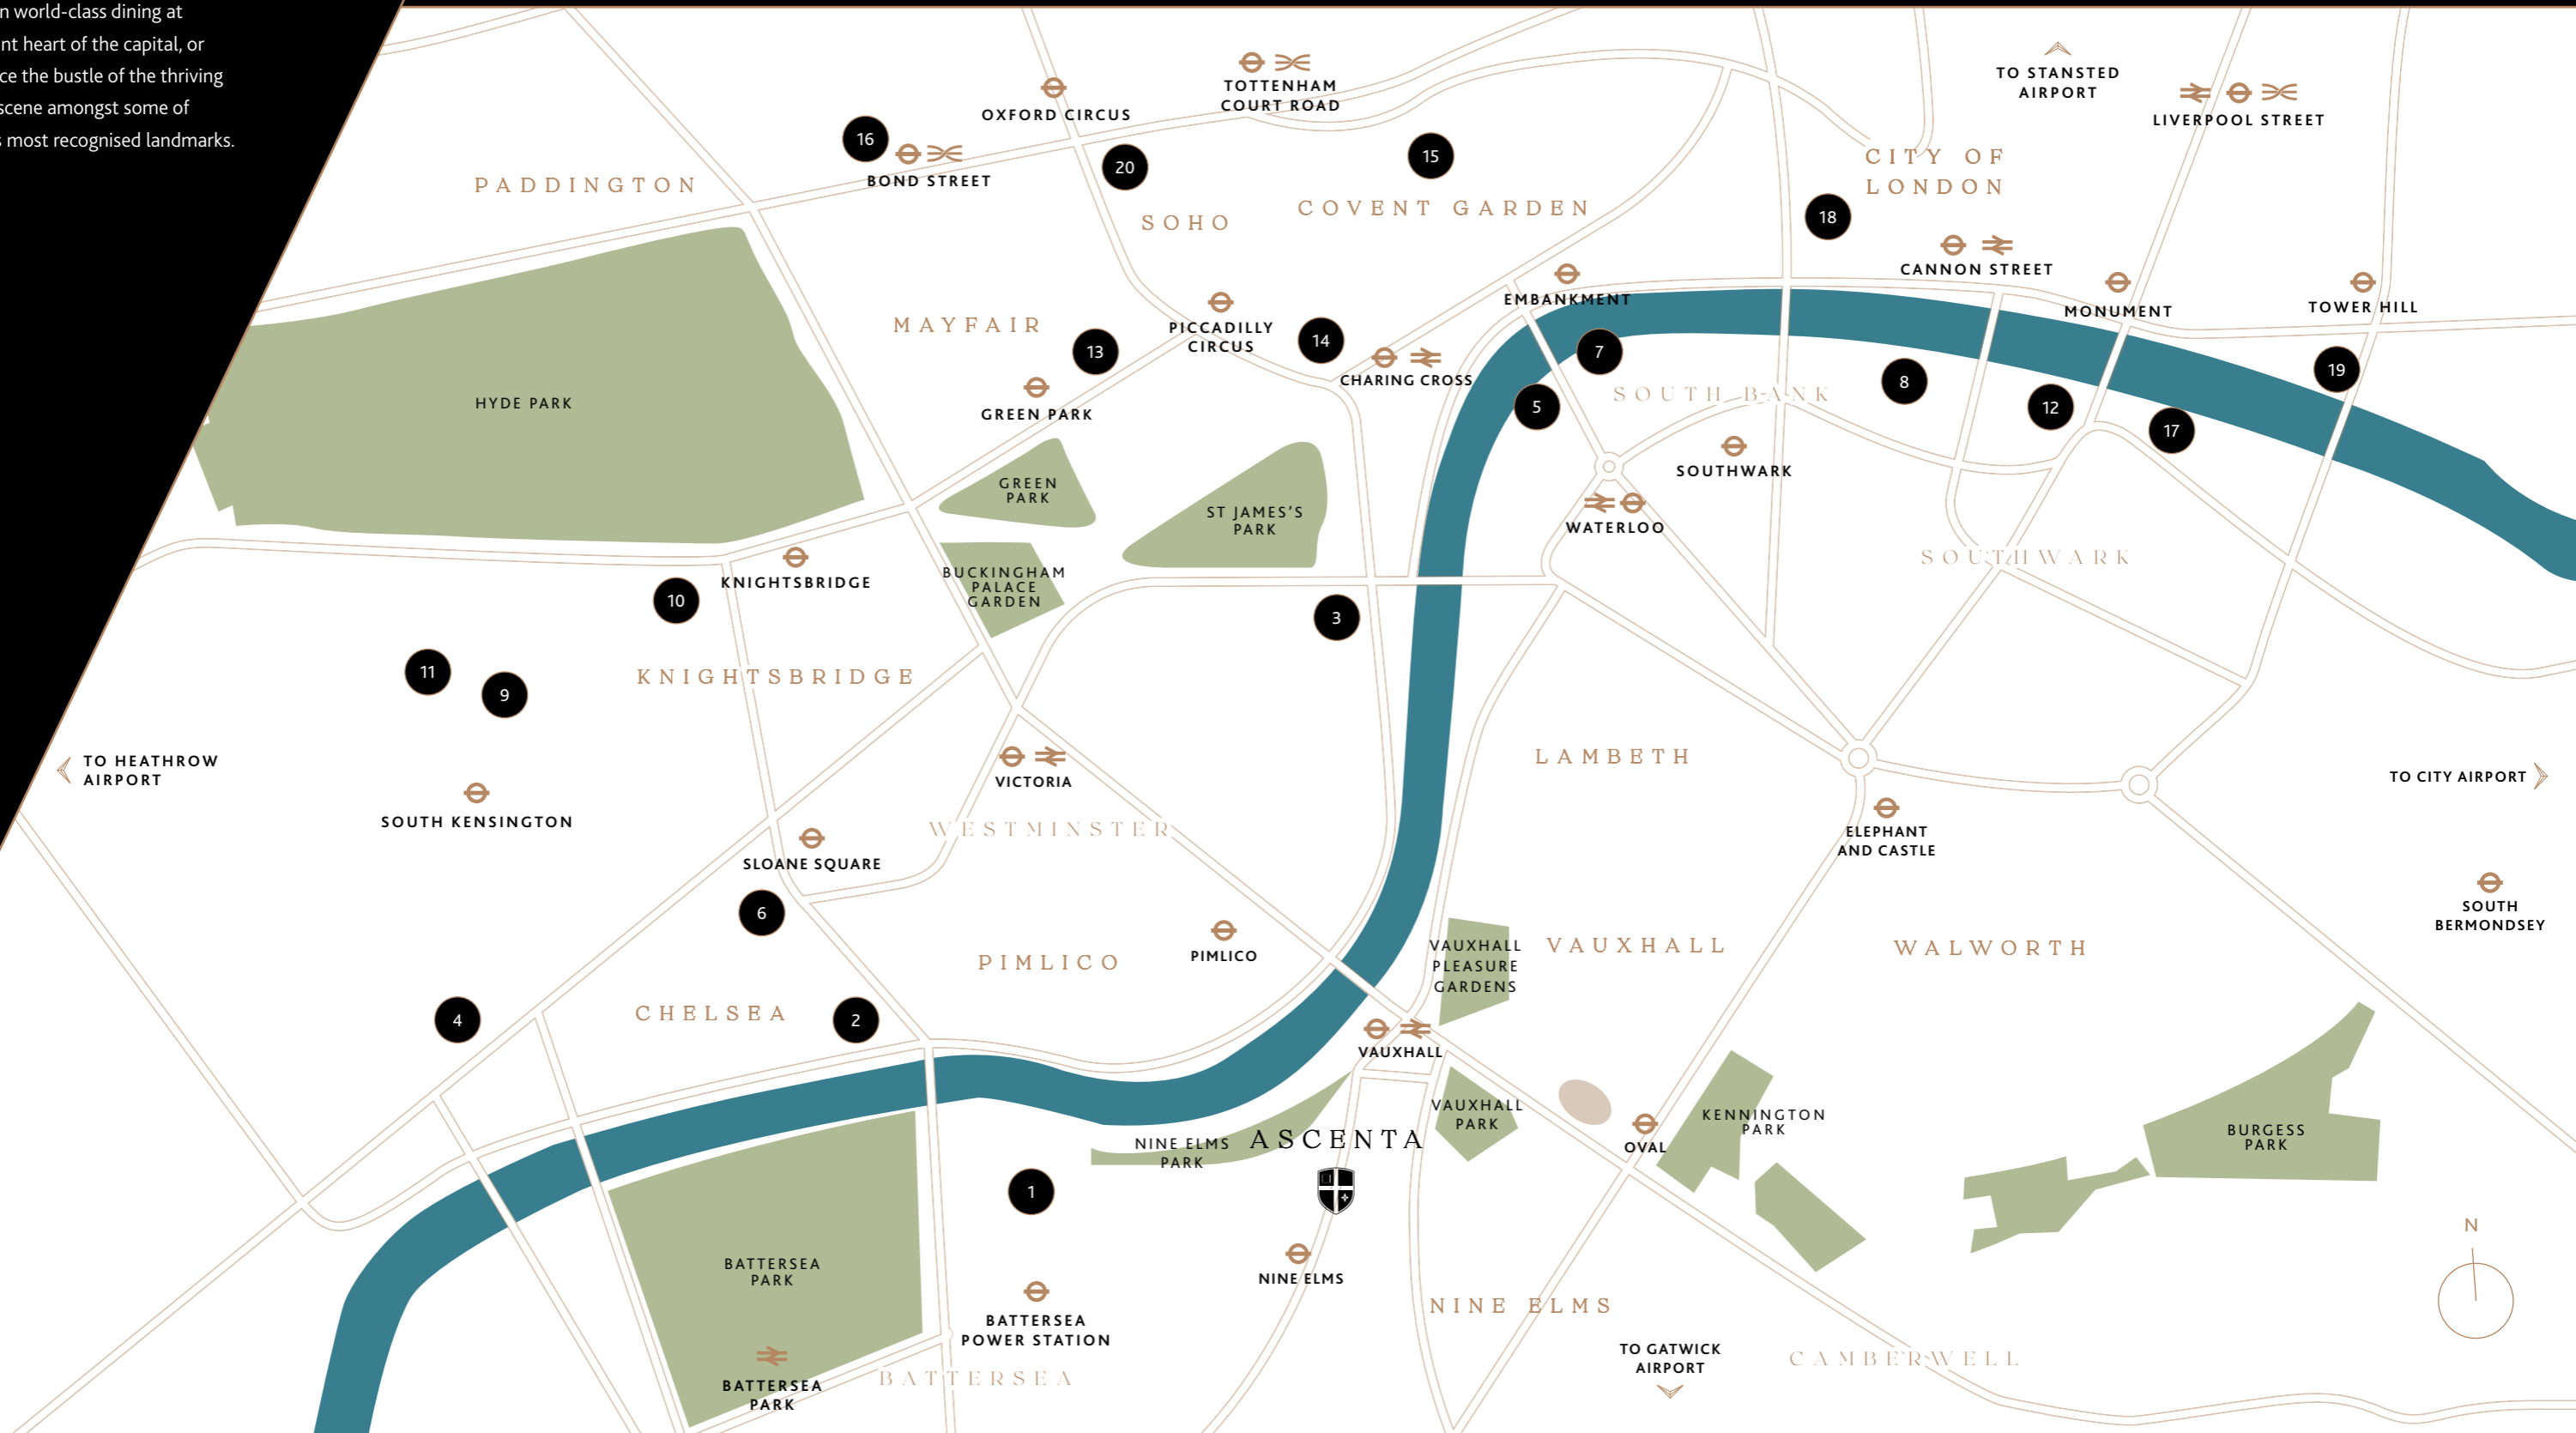 n world-class dining at
nt heart of the capital, or
ce the bustle of the thriving
scene amongst some of
s most recognised landmarks.
TOTTENHAM
COURT ROAD
OXFORD CIRCUS
TO STANSTED
AIRPORT
LIVERPOOL STREET
16
BOND STREET
20
15
CITY OF
LONDON
PADDINGTON
SOHO
COVENT GARDEN
18
CANNON STREET
EMBANKMENT
MONUMENT
TOWER HILL
MAYFAIR
PICCADILLY
CIRCUS
13
14
CHARING CROSS
7
19
HYDE PARK
GREEN PARK
5
SOUTH BANK
8
12
17
SOUTHWARK
GREEN
PARK
ST JAMES'S
PARK
WATERLOO
SOUTHWARK
KNIGHTSBRIDGE
BUCKINGHAM
PALACE
GARDEN
10
3
11
9
KNIGHTSBRIDGE
TO HEATHROW
AIRPORT
VICTORIA
LAMBETH
TO CITY AIRPORT
SOUTH KENSINGTON
WESTMINSTER
SLOANE SQUARE
ELEPHANT
AND CASTLE
6
SOUTH
BERMONDSEY
PIMLICO
PIMLICO
VAUXHALL
PLEASURE
GARDENS
VAUXHALL
WALWORTH
4
CHELSEA
2
VAUXHALL
VAUXHALL
PARK
KENNINGTON
PARK
NINE ELMS
PARK
ASCENTA
OVAL
BURGESS
PARK
1
N
BATTERSEA
PARK
NINE ELMS
BATTERSEA
POWER STATION
NINE ELMS
TO GATWICK
AIRPORT
CAMBERWELL
BATTERSEA
PARK
BATTERSEA